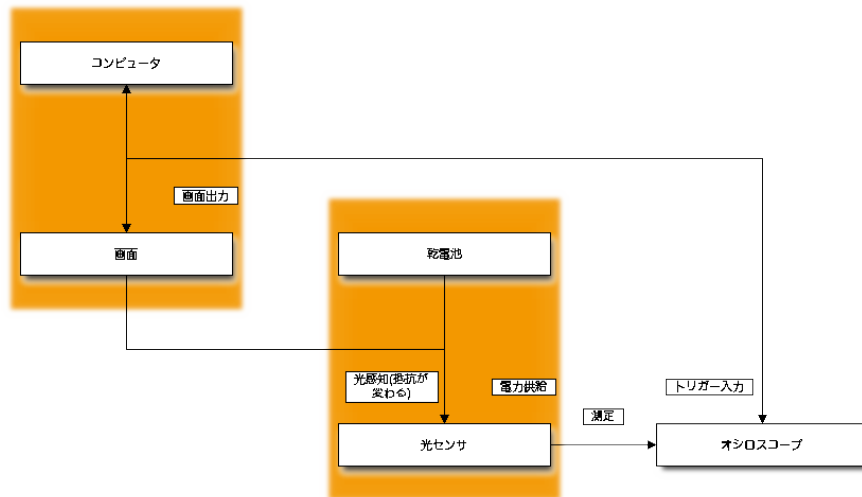 コンピュータ
画面出力
画面
乾電池
光感知(抵抗が
変わる)
電力供給
トリガー入力
測定
光センサ
オシロスコープ